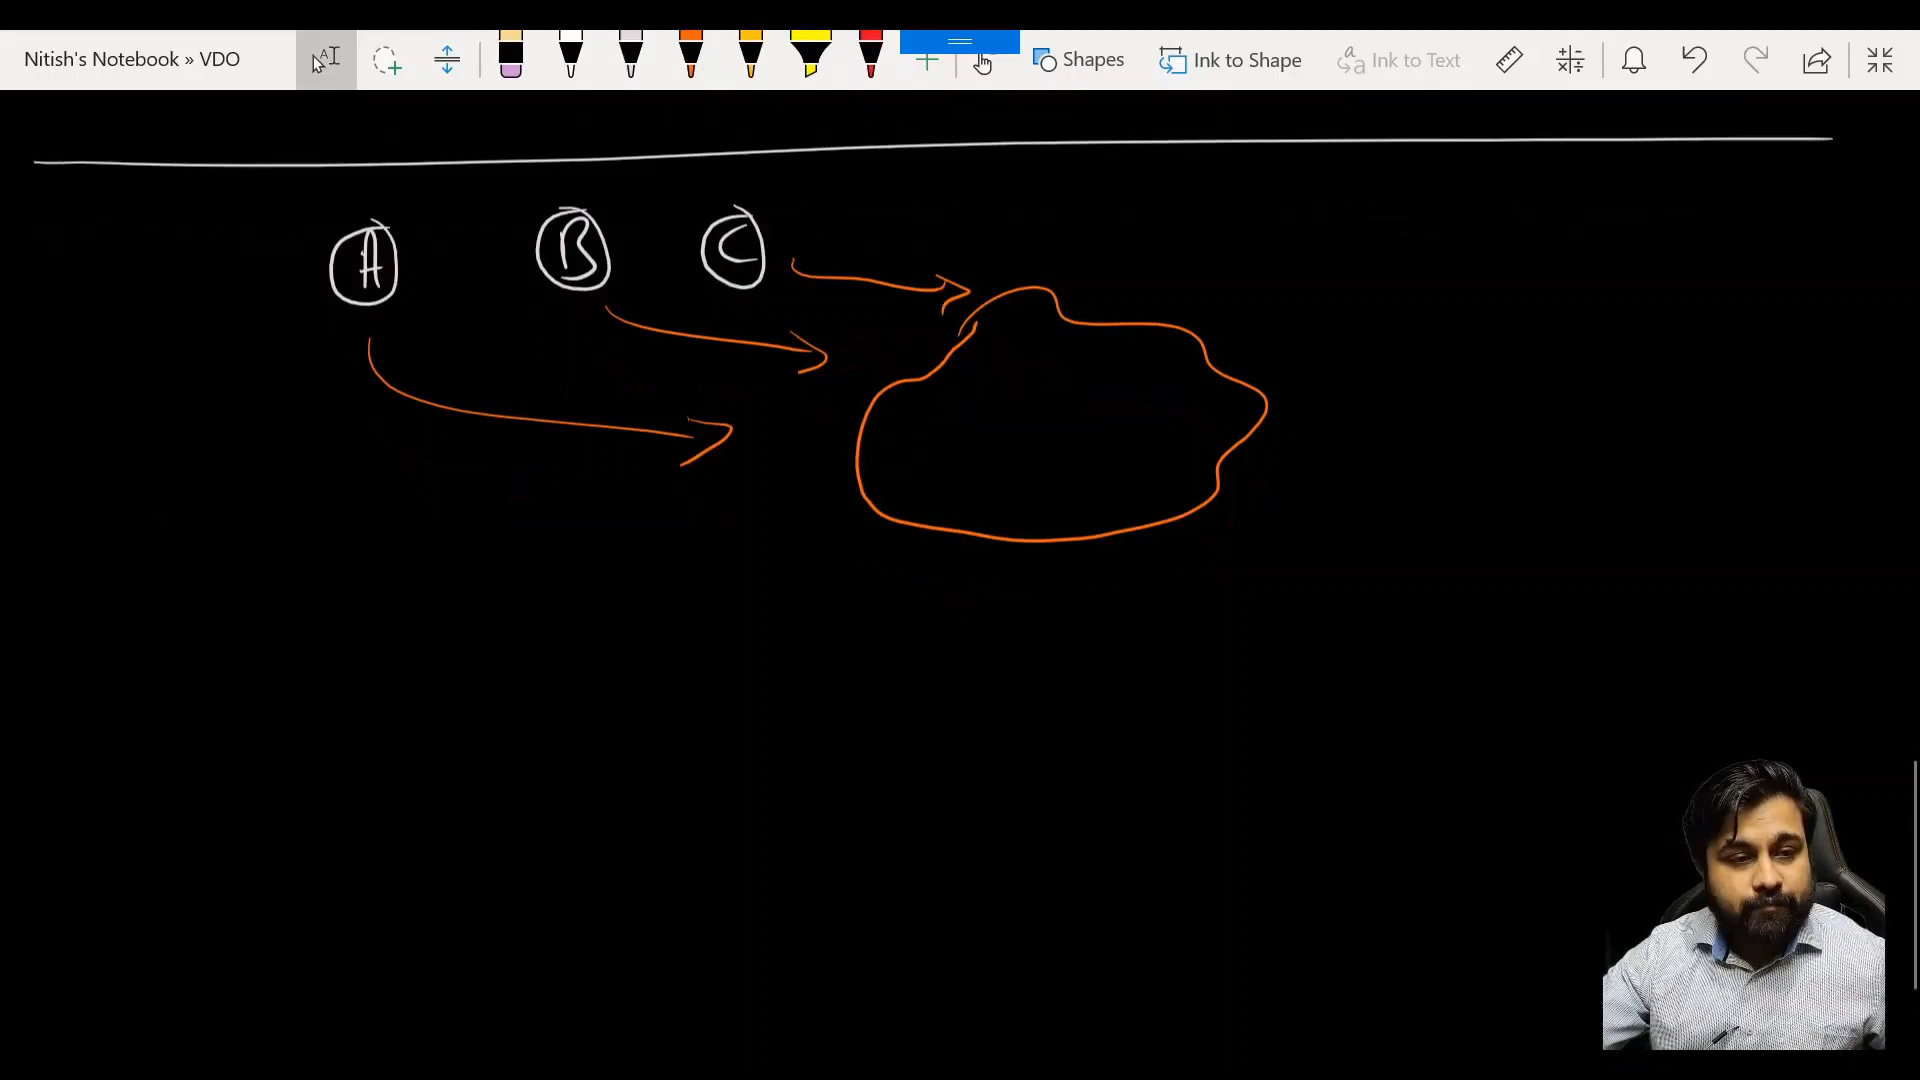 Nitish's Notebook » VDO
Shapes
Ink to Shape
Ink to Text
A B C